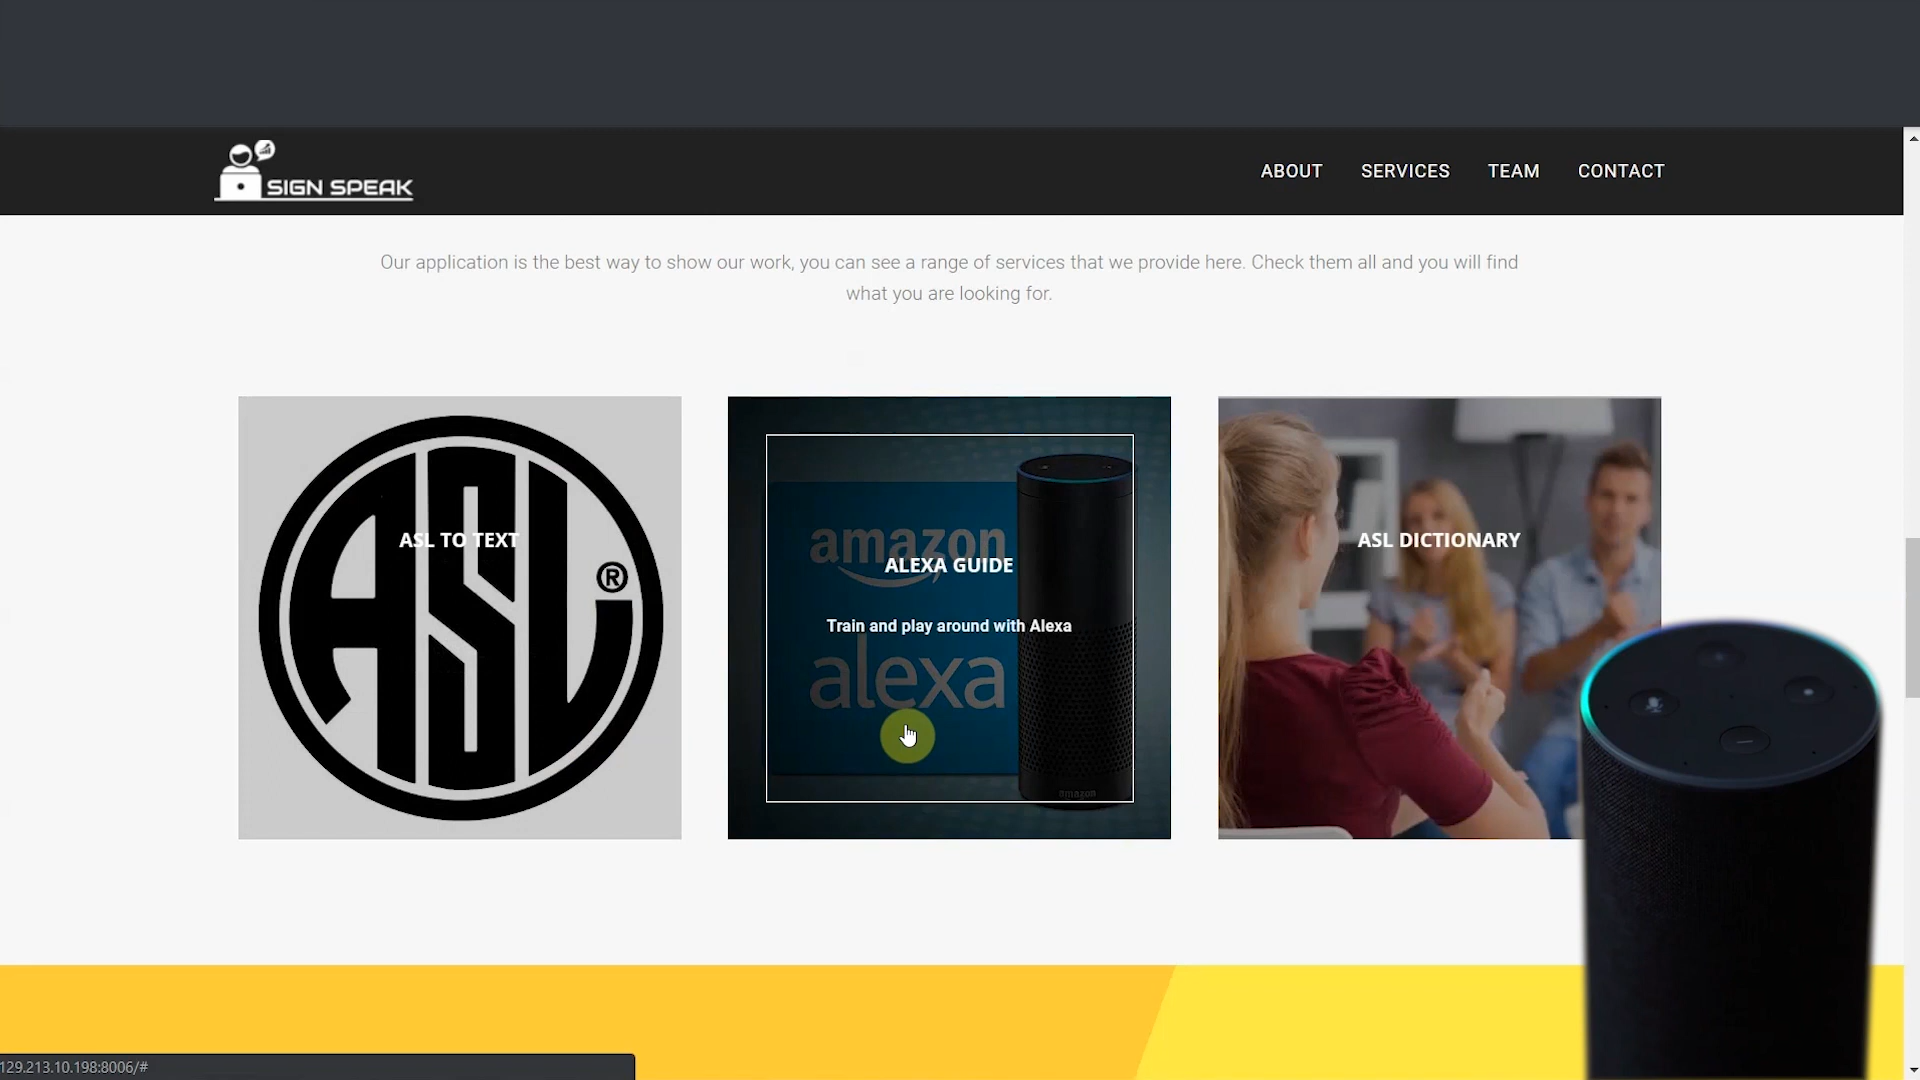 SIGN SPEAK
ABOUT
SERVICES
TEAM
CONTACT
Our application is the best way to show our work, you can see a range of services that we provide here. Check them all and you will find
what you are looking for.
ASL
®
ASL TO TEXT
amazon
ALEXA GUIDE
Train and play around with Alexa
alexa
amazon
ASL DICTIONARY
129.213.10.198:8006/#